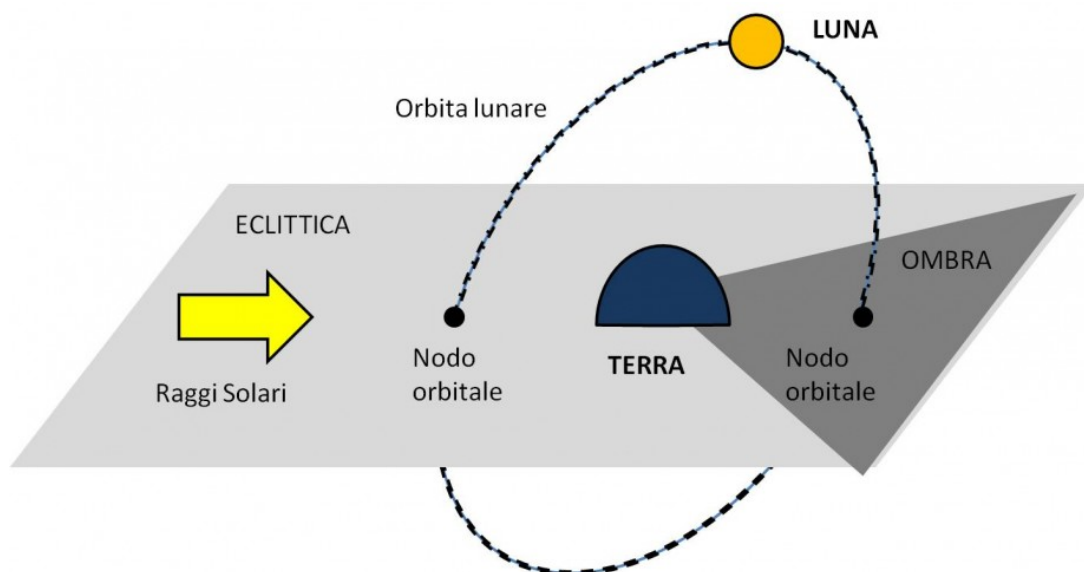 LUNA
Orbita lunare
ECLITTICA
OMBRA
Nodo
orbitale
TERRA
Nodo
orbitale
Raggi Solari